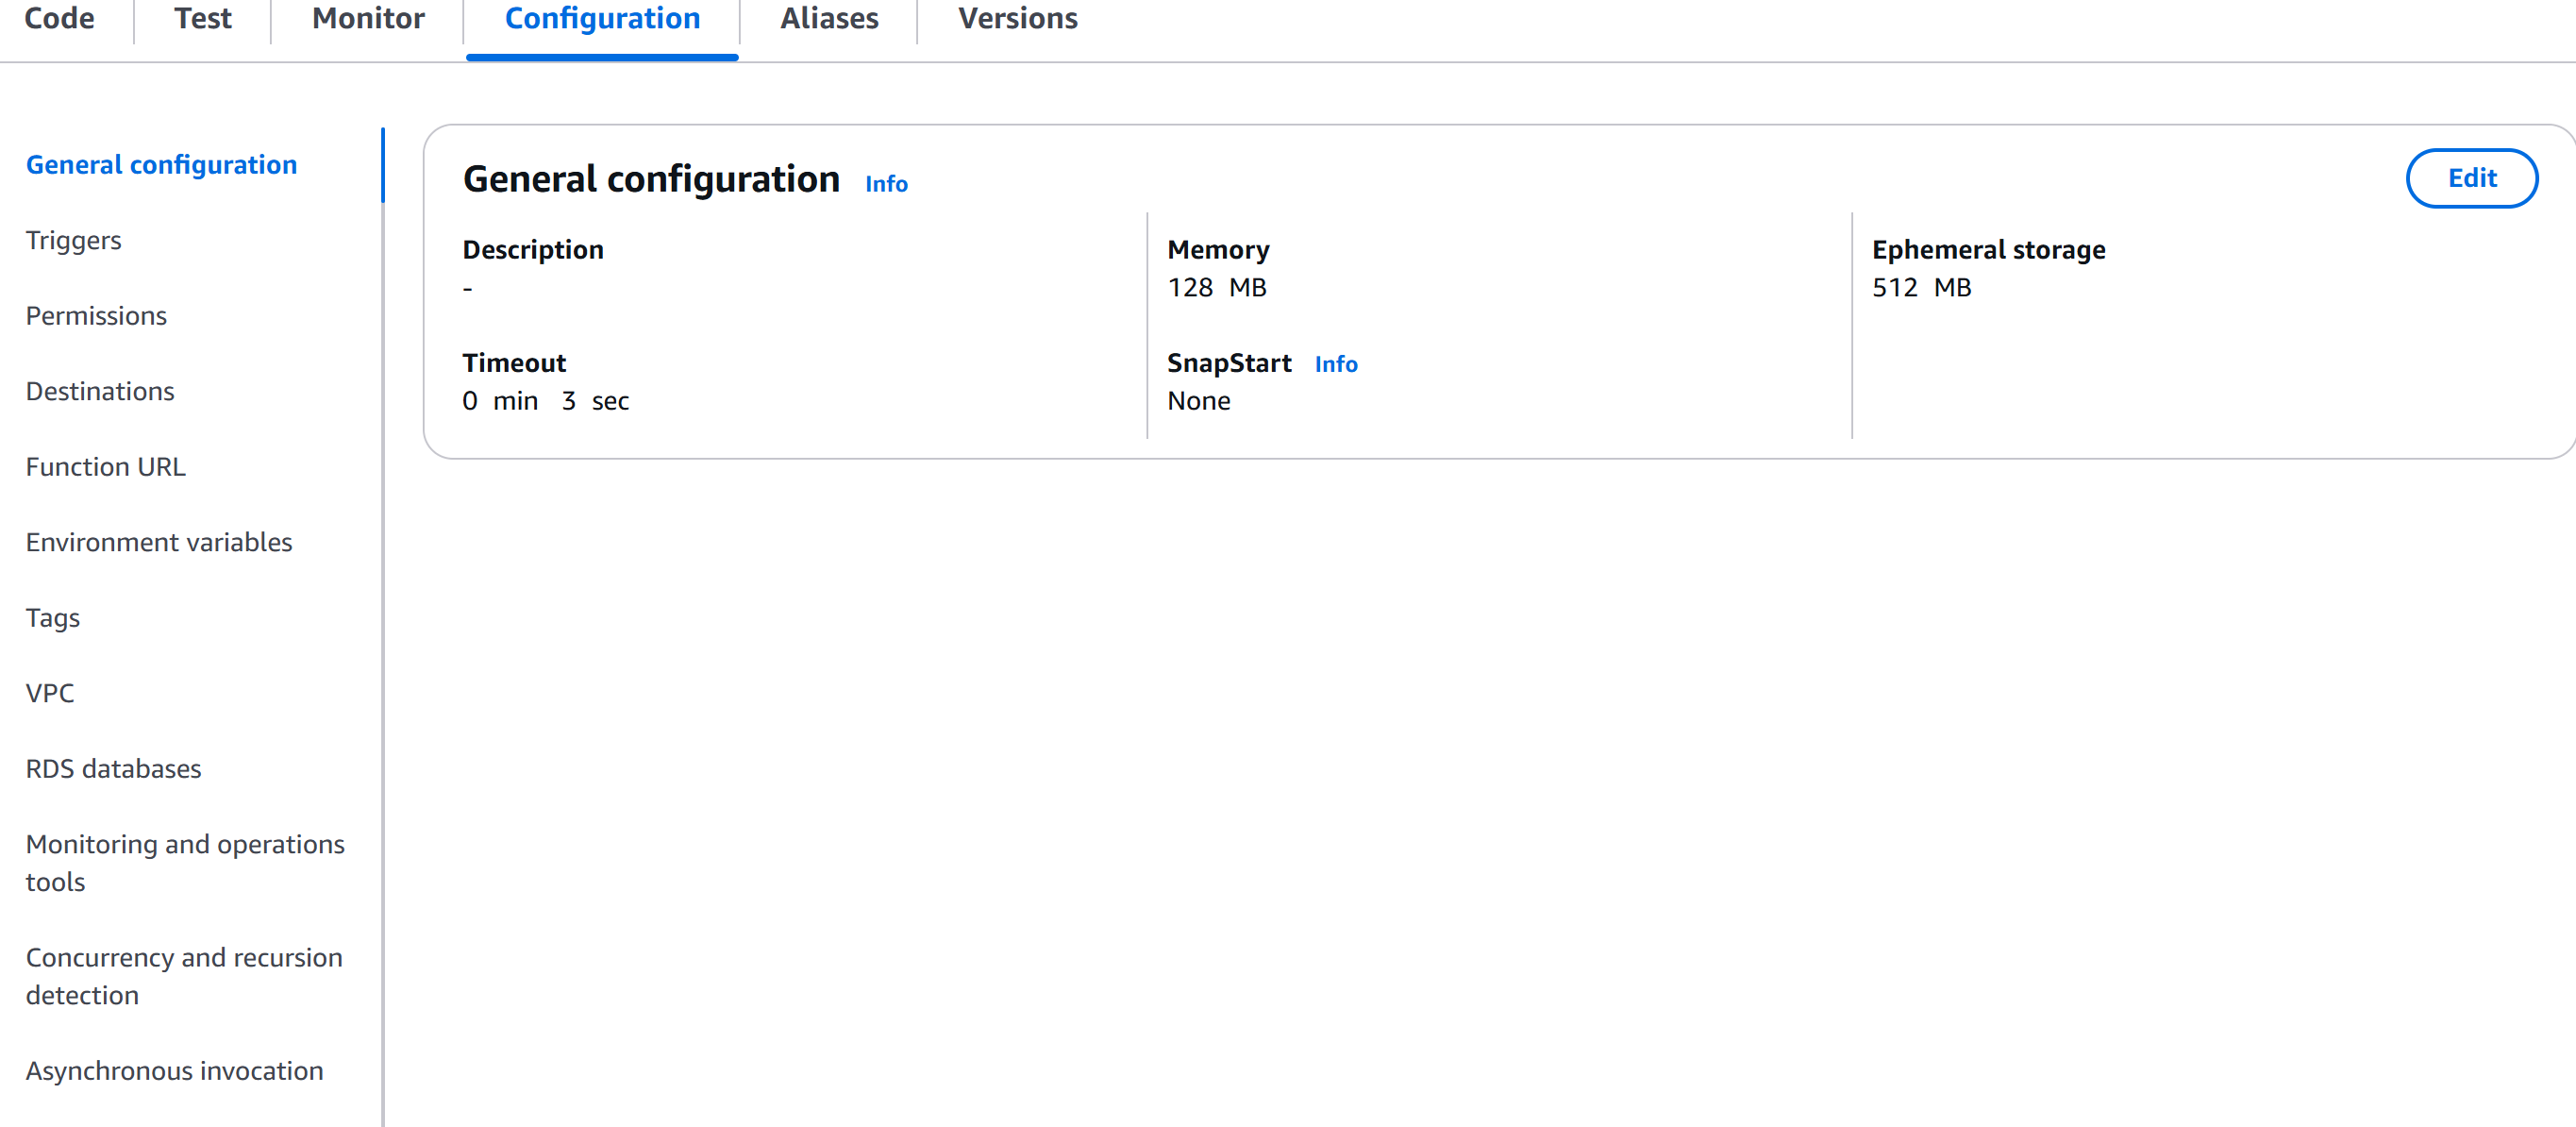 Code Test Monitor Configuration Aliases Versions
General configuration
Triggers
Permissions
Destinations
Function URL
Environment variables
Tags
VPC
RDS databases
Monitoring and operations
tools
Concurrency and recursion
detection
Asynchronous invocation
General configuration Info
Edit
Description
-
Memory
128 MB
Ephemeral storage
512 MB
Timeout
0 min 3 sec
SnapStart Info
None